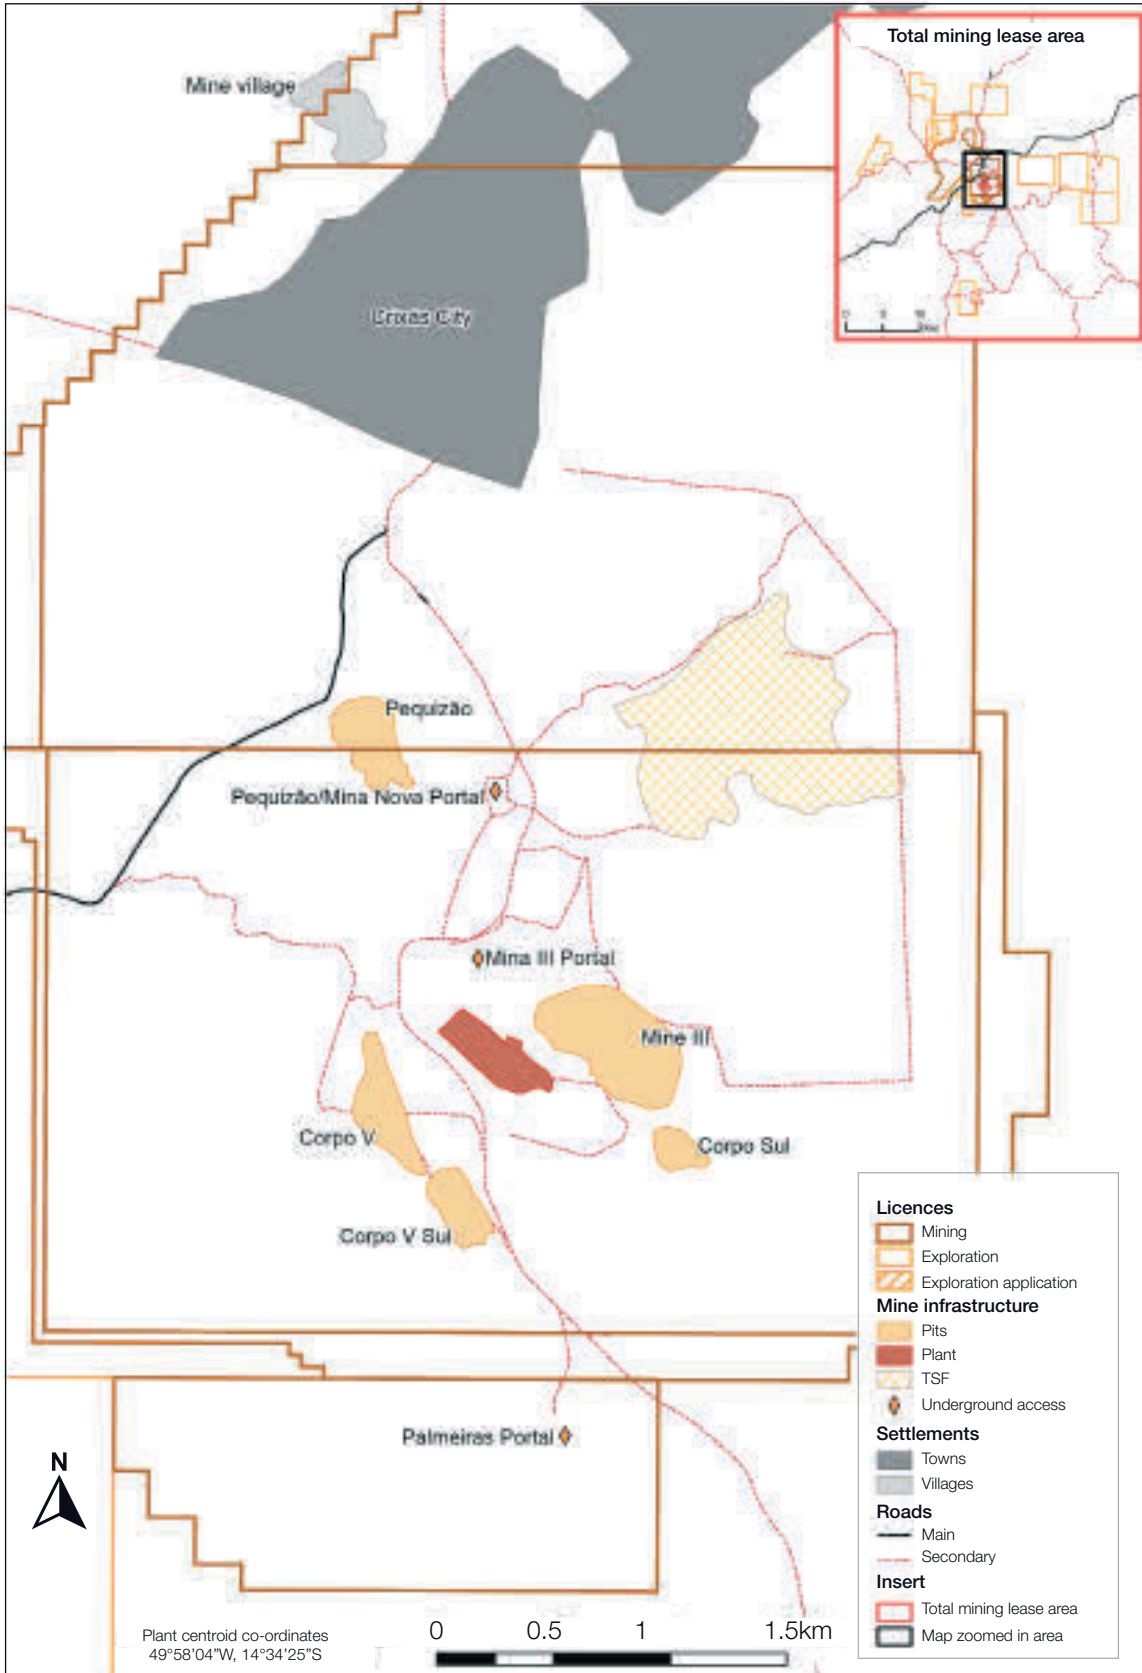 Total mining lease area
Mine village
Crixas City
Pequizão
Pequizão/Mina Nova Portal
Mina III Portal
Mine III
Corpo V
Corpo Sul
Corpo V Sul
Palmeiras Portal
Licences
Mining
Exploration
Exploration application
Mine infrastructure
Pits
Plant
TSF
Underground access
Settlements
Towns
Villages
Roads
Main
Secondary
Insert
Total mining lease area
Map zoomed in area
N
Plant centroid co-ordinates
49°58’04”W, 14°34’25”S
0 0.5 1 1.5km